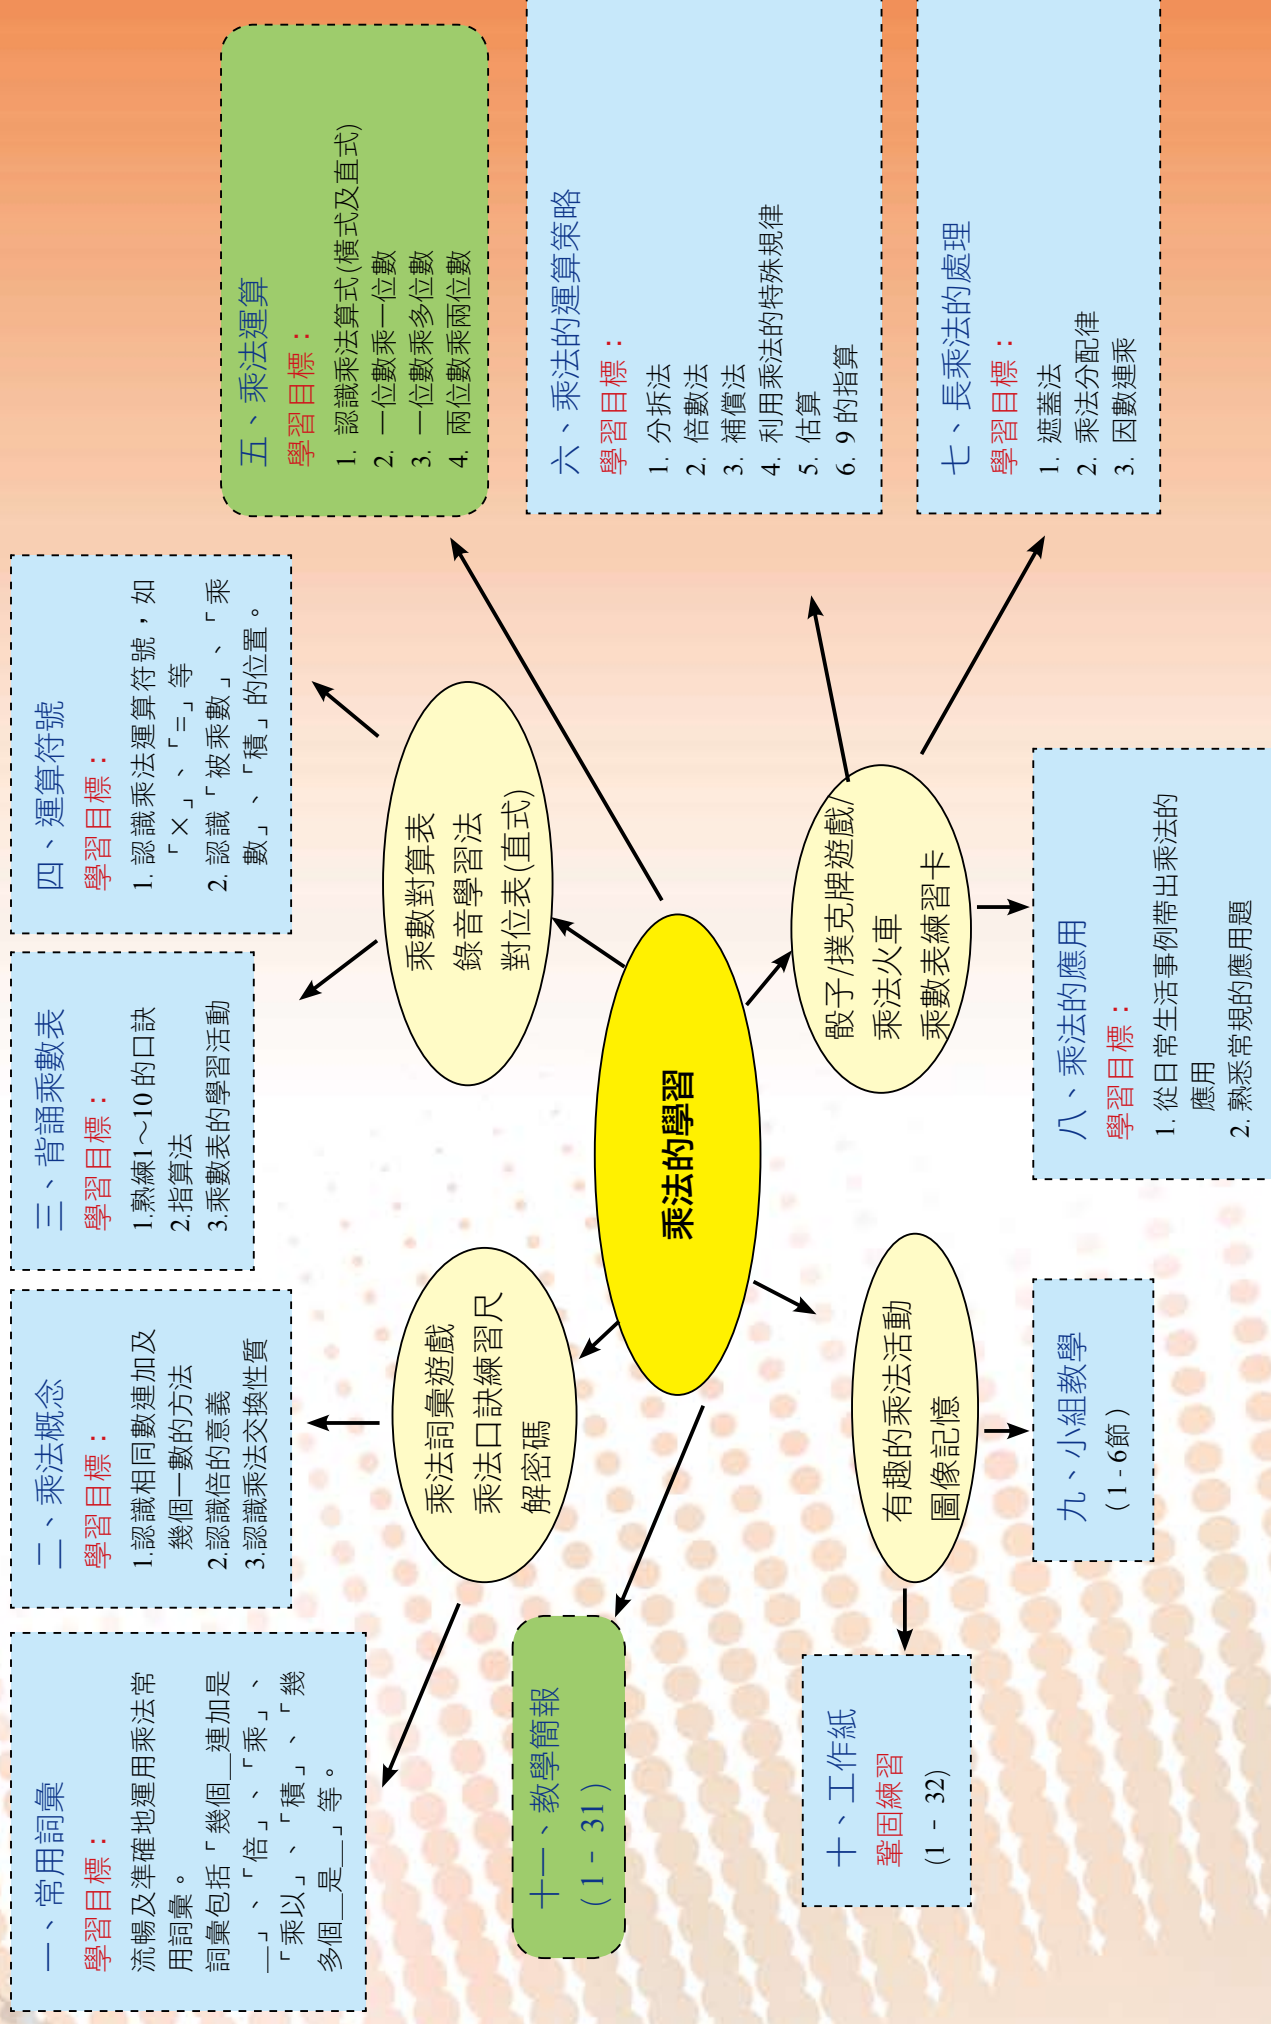 一、常用詞彙
學習目標：
流暢及準確地運用乘法常
用詞彙。
詞彙包括「幾個__連加是
__」、「倍」、「乘」、
「乘以」、「積」、「幾
多個__是__」等。
二、乘法概念
學習目標：
1.認識相同數連加及
幾個一數的方法
2.認識倍的意義
3.認識乘法交換性質
三、背誦乘數表
學習目標：
1.熟練1～10的口訣
2.指算法
3.乘數表的學習活動
四、運算符號
學習目標：
1. 認識乘法運算符號，如
「×」、「=」等
2. 認識「被乘數」、「乘
數」、「積」的位置。
五、乘法運算
學習目標：
1. 認識乘法算式(橫式及直式)
2. 一位數乘一位數
3. 一位數乘多位數
4. 兩位數乘兩位數
乘法詞彙遊戲
乘法口訣練習尺
解密碼
乘數對算表
錄音學習法
對位表(直式)
十一、教學簡報
(1 - 31)
乘法的學習
六、乘法的運算策略
學習目標：
1. 分拆法
2. 倍數法
3. 補償法
4. 利用乘法的特殊規律
5. 估算
6. 9 的指算
十、工作紙
鞏固練習
(1 - 32)
有趣的乘法活動
圖像記憶
骰子/撲克牌遊戲/
乘法火車
乘數表練習卡
七、長乘法的處理
學習目標：
1. 遮蓋法
2. 乘法分配律
3. 因數連乘
九、小組教學
(1 - 6節)
八、乘法的應用
學習目標：
1. 從日常生活事例帶出乘法的
應用
2. 熟悉常規的應用題